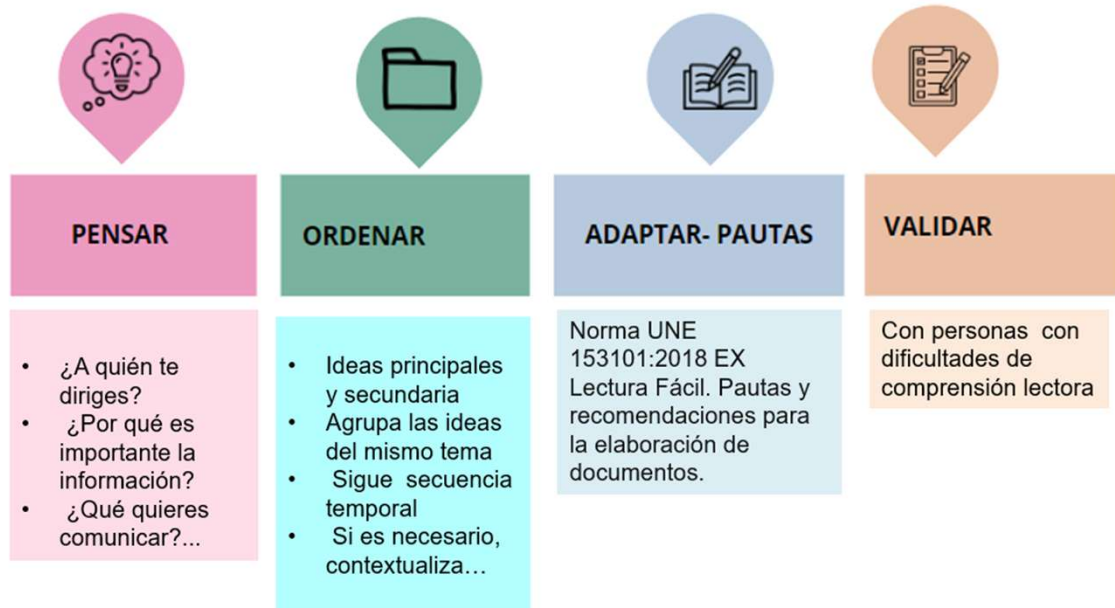 PENSAR
• ¿A quién te
diriges?
• ¿Por qué es
importante la
información?
• ¿Qué quieres
comunicar?...
ORDENAR
• Ideas principales
y secundaria
• Agrupa las ideas
del mismo tema
• Sigue secuencia
temporal
• Si es necesario,
contextualiza…
ADAPTAR- PAUTAS
Norma UNE
153101:2018 EX
Lectura Fácil. Pautas y
recomendaciones para
la elaboración de
documentos.
VALIDAR
Con personas con
dificultades de
comprensión lectora